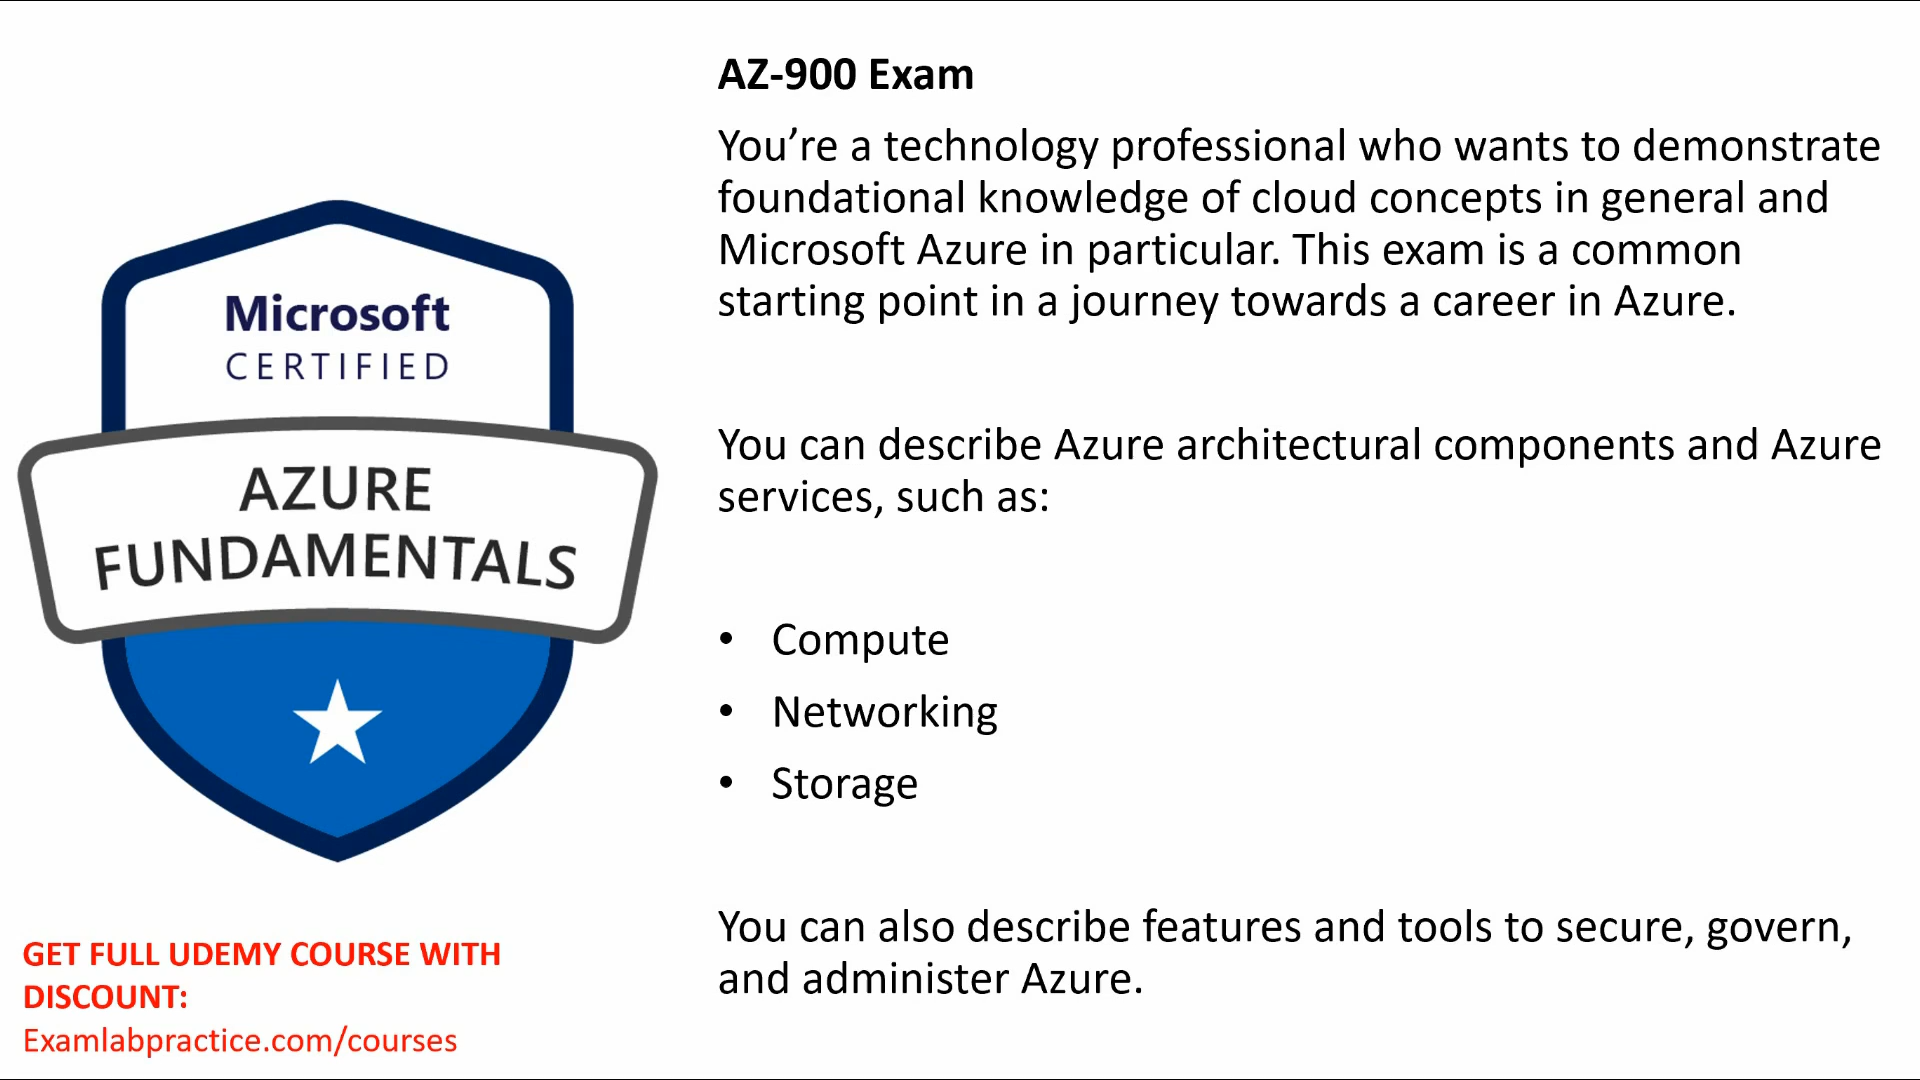 AZ-900 Exam
You’re a technology professional who wants to demonstrate
foundational knowledge of cloud concepts in general and
Microsoft Azure in particular. This exam is a common
starting point in a journey towards a career in Azure.
You can describe Azure architectural components and Azure
services, such as:
• Compute
• Networking
• Storage
You can also describe features and tools to secure, govern,
and administer Azure.
Microsoft
CERTIFIED
AZURE
FUNDAMENTALS
GET FULL UDEMY COURSE WITH
DISCOUNT:
Examlabpractice.com/courses